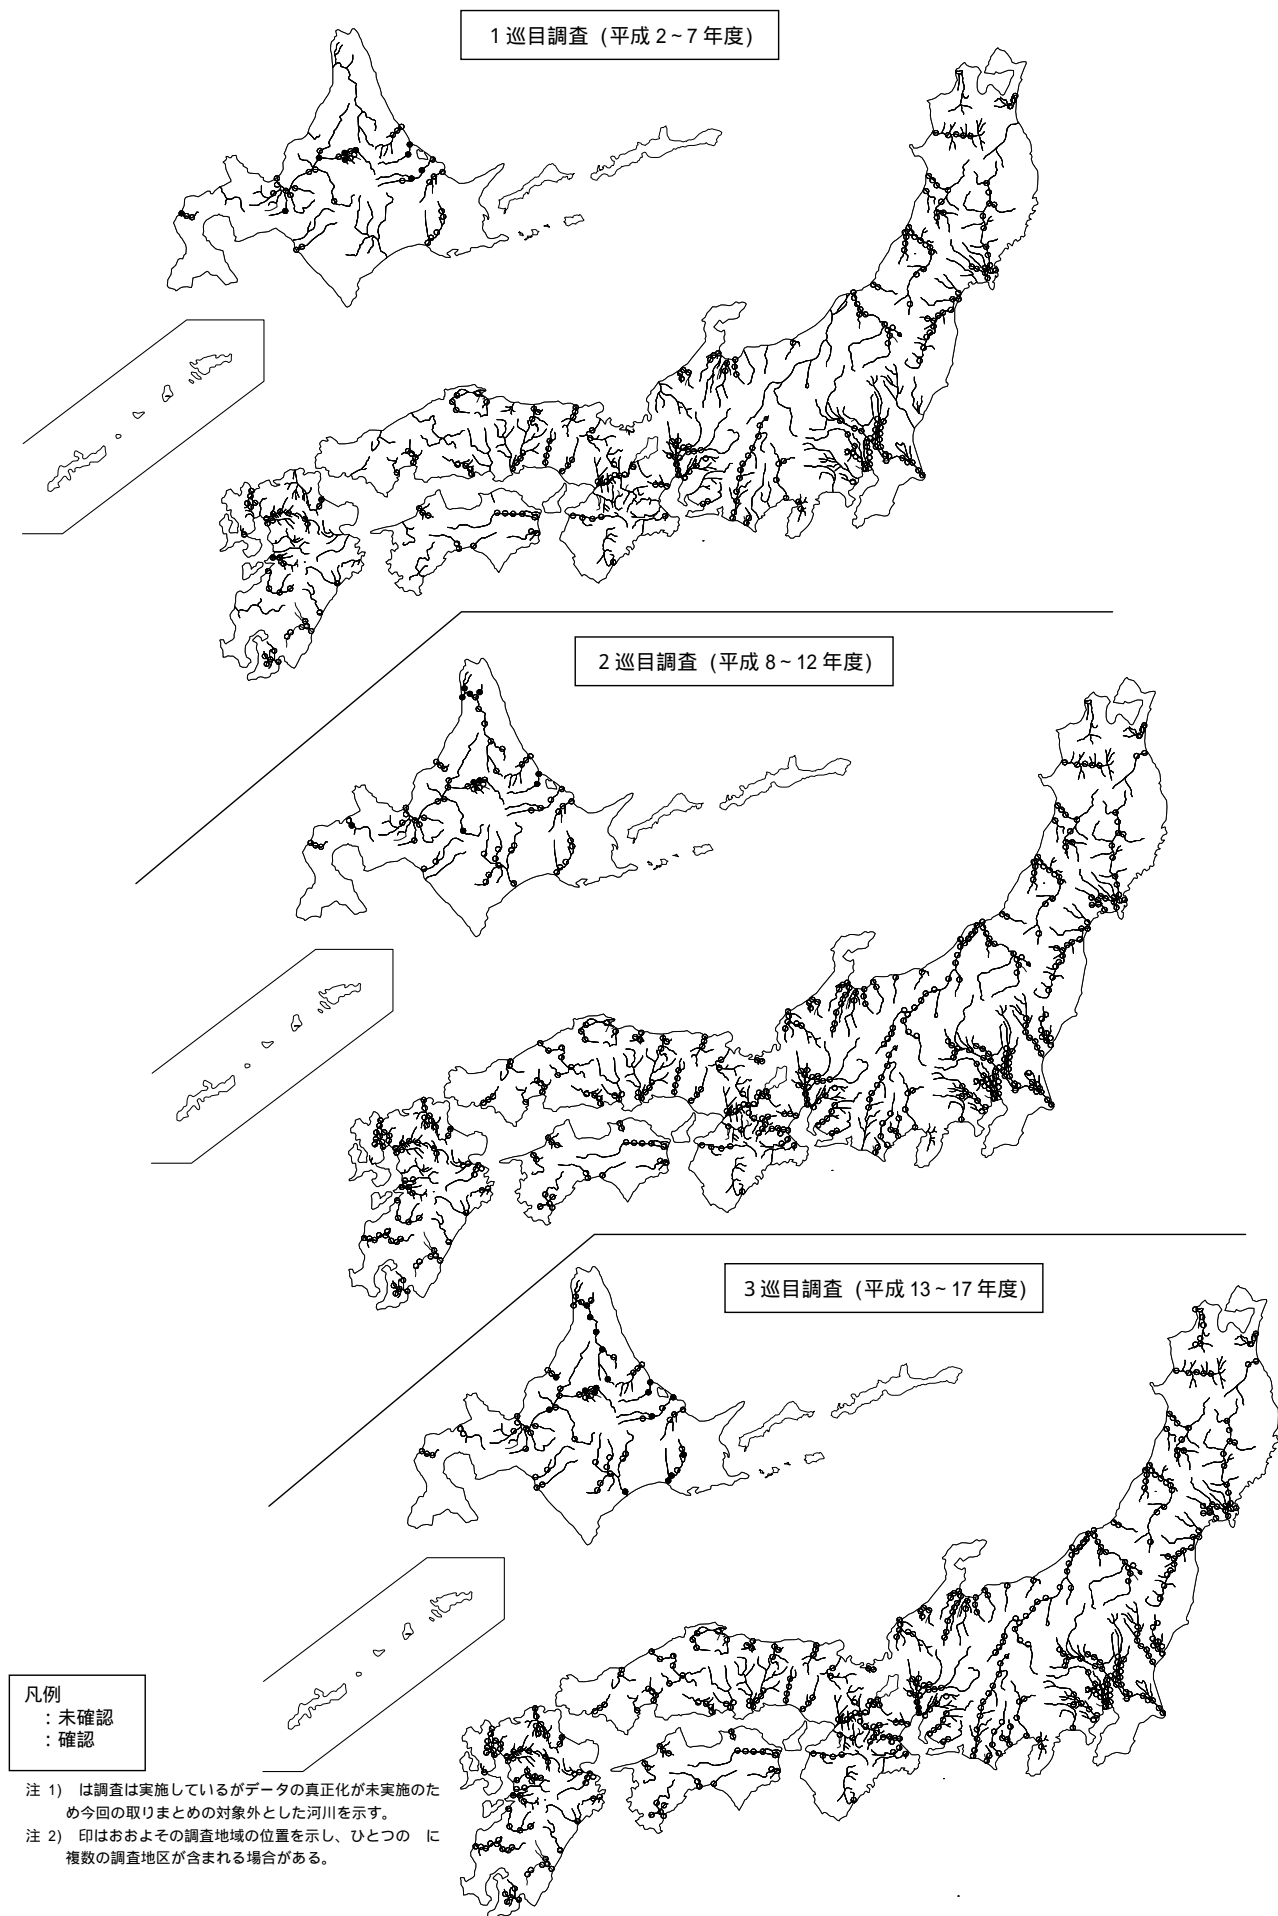 1巡目調査 (平成 2~7 年度)
2巡目調査 (平成 8~12 年度)
3巡目調査 (平成 13~17 年度)
凡例
：未確認
：確認
注 1) は調査は実施しているがデータの真正化が未実施のた
め今回の取りまとめの対象外とした河川を示す。
注 2) 印はおおよその調査地域の位置を示し、ひとつの に
複数の調査地区が含まれる場合がある。